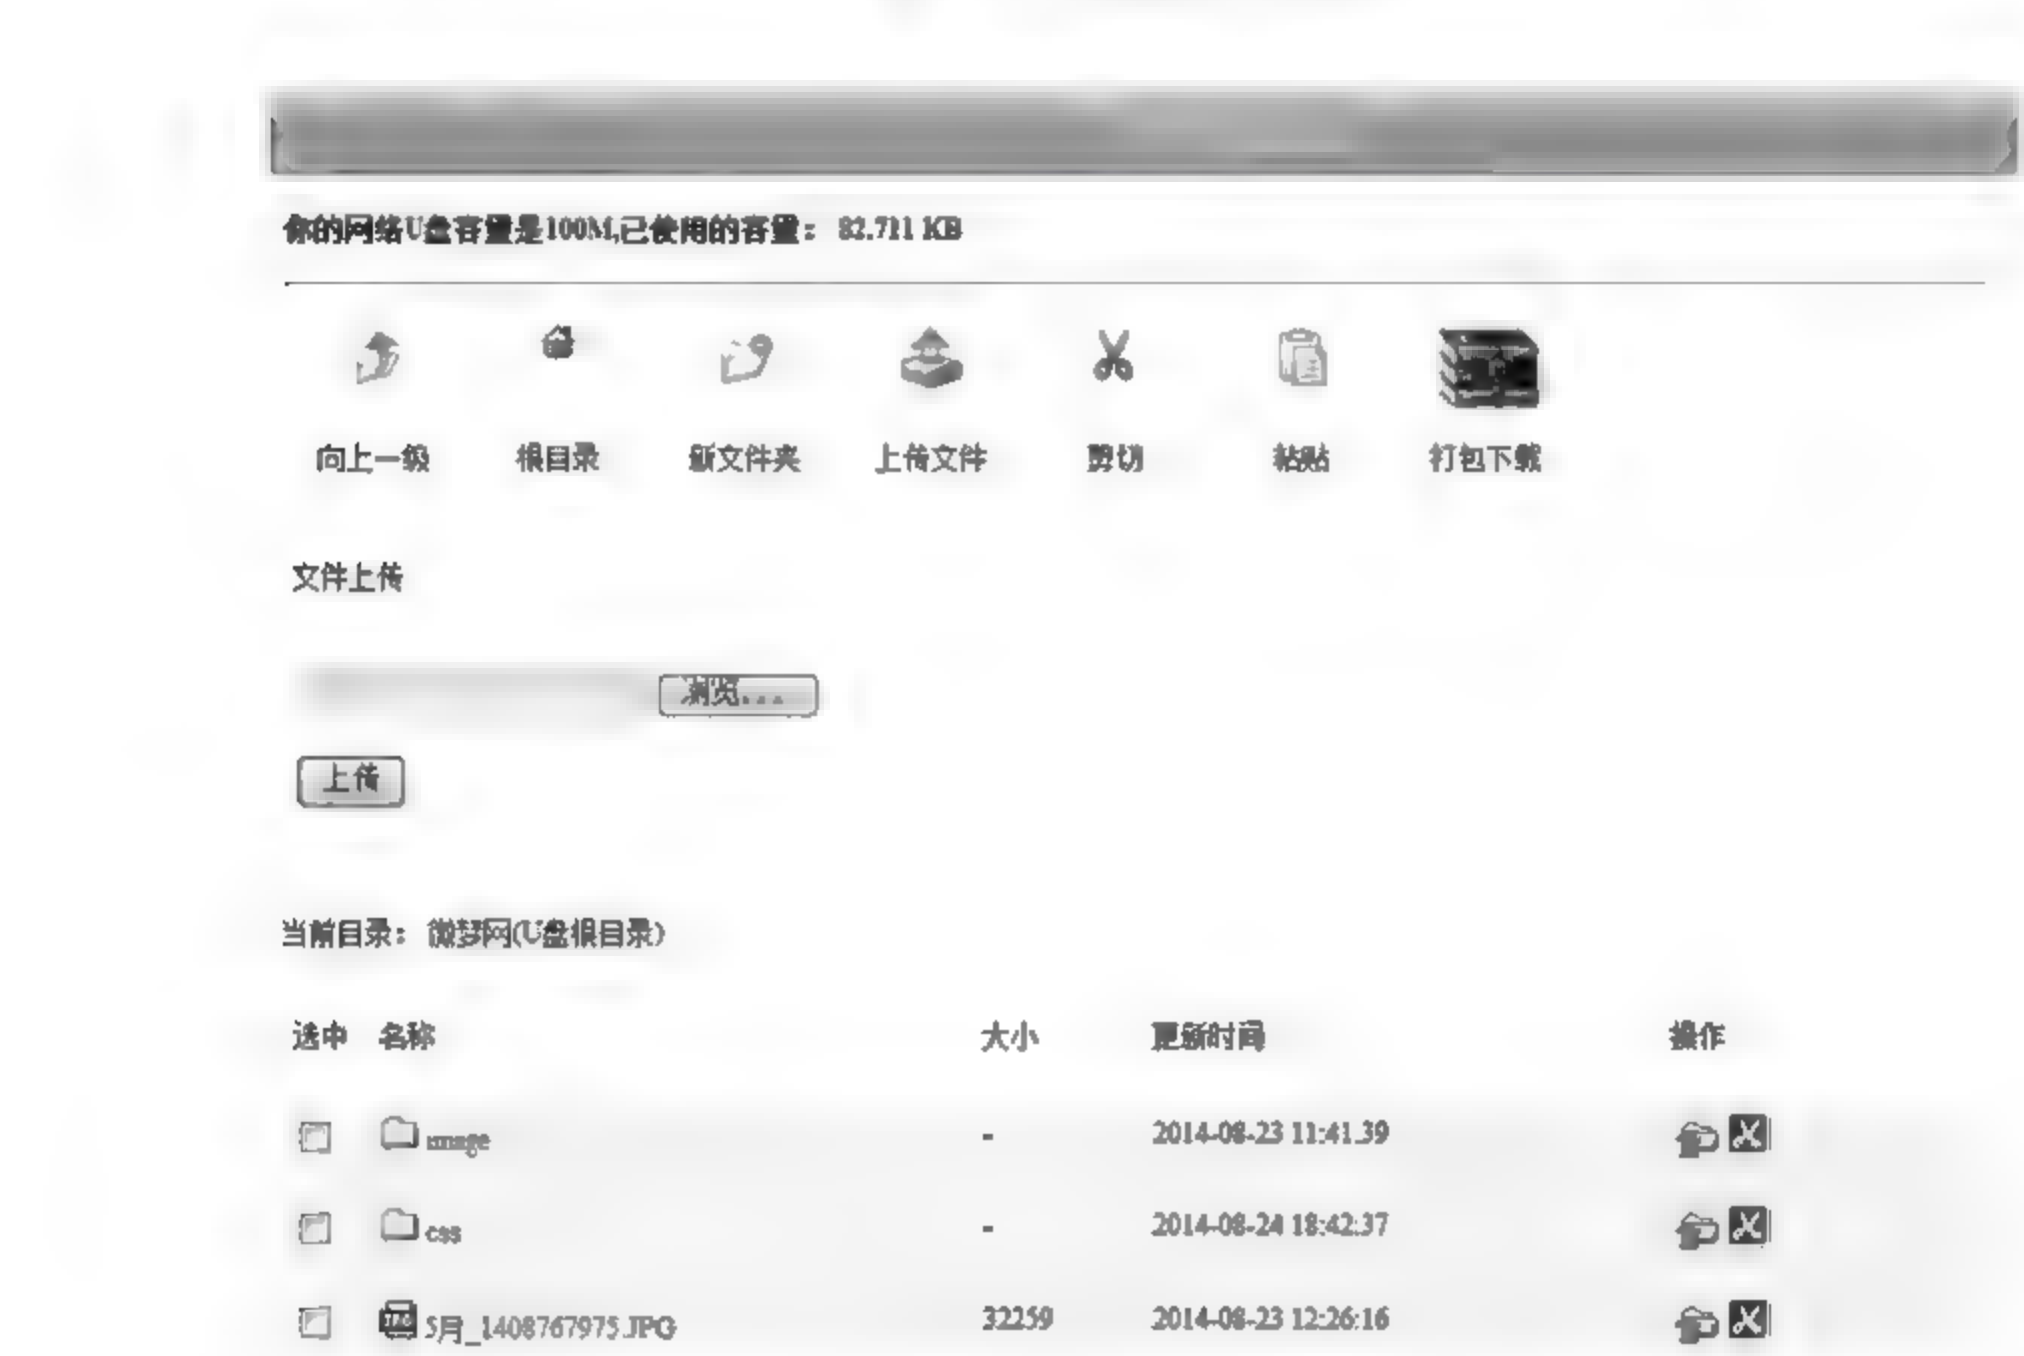 你的网络U盘容量是100M,已使用的容量： 82.711 KB
向上一级 根目录 新文件夹 上传文件 剪切 粘贴 打包下载
文件上传
浏览...
上传
当前目录： 微梦网(U盘根目录)
选中 名称 大小 更新时间 操作
image - 2014-08-23 11:41:39
css - 2014-08-24 18:42:37
5月_1408767975.JPG 32259 2014-08-23 12:26:16